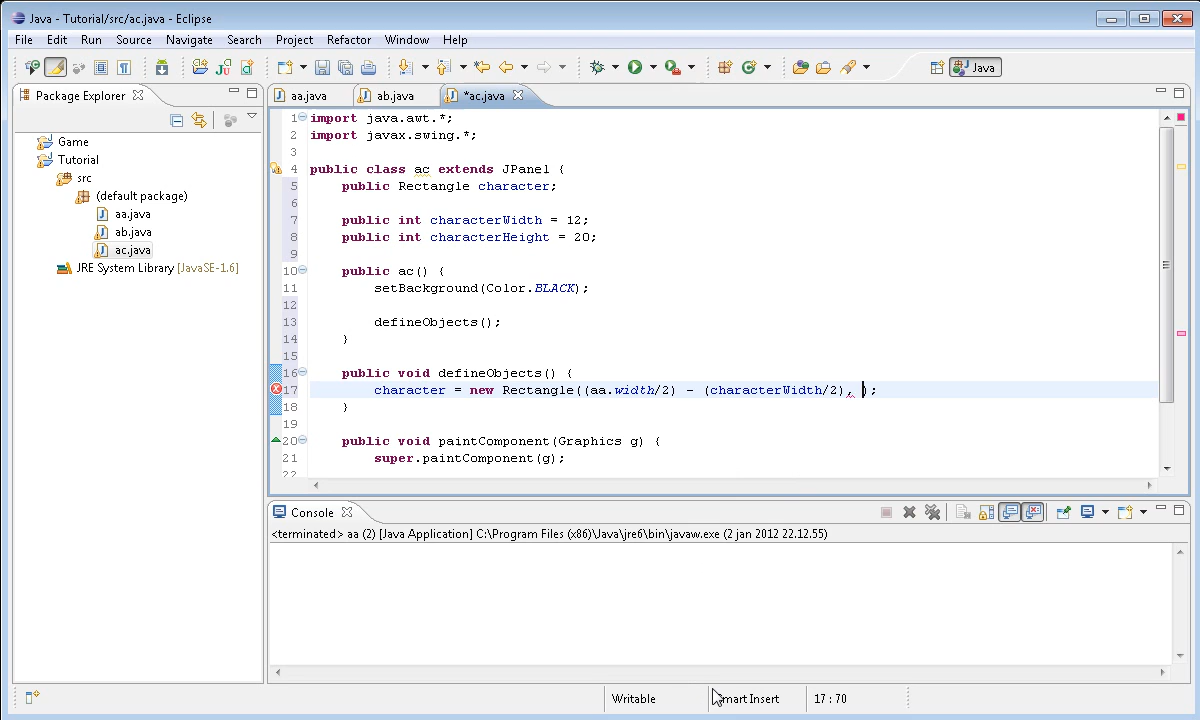 Java - Tutorial/src/ac.java - Eclipse
File Edit Run Source Navigate Search Project Refactor Window Help
Java
Package Explorer
aa.java ab.java *ac.java
Game
Tutorial
src
(default package)
aa.java
ab.java
ac.java
JRE System Library [JavaSE-1.6]
1 import java.awt.*;
2 import javax.swing.*;
3
4 public class ac extends JPanel {
5 public Rectangle character;
6
7 public int characterWidth = 12;
8 public int characterHeight = 20;
9
10 public ac() {
11 setBackground(Color.BLACK);
12
13 defineObjects();
14 }
15
16 public void defineObjects() {
17 character = new Rectangle((aa.width/2) - (characterWidth/2), );
18 }
19
20 public void paintComponent(Graphics g) {
21 super.paintComponent(g);
22
Console
<terminated> aa (2) [Java Application] C:\Program Files (x86)\Java\jre6\bin\javaw.exe (2 jan 2012 22.12.55)
Writable Smart Insert 17 : 70